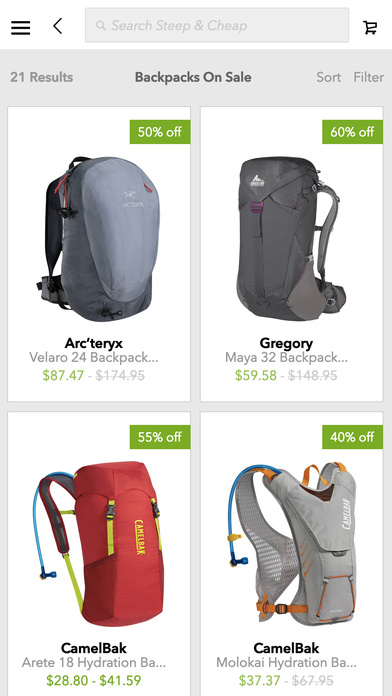 Search Steep & Cheap
21 Results
Backpacks On Sale
Sort
Filter
50% off
ARC'TERYX
Arc'teryx
Velaro 24 Backpack...
$87.47 - $174.95
60% off
GREGORY
Gregory
Maya 32 Backpack...
$59.58 - $148.95
55% off
CAMELBAK
CamelBak
Arete 18 Hydration Ba...
$28.80 - $41.59
40% off
CAMELBAK
CamelBak
Molokai Hydration Ba...
$37.37 - $67.95